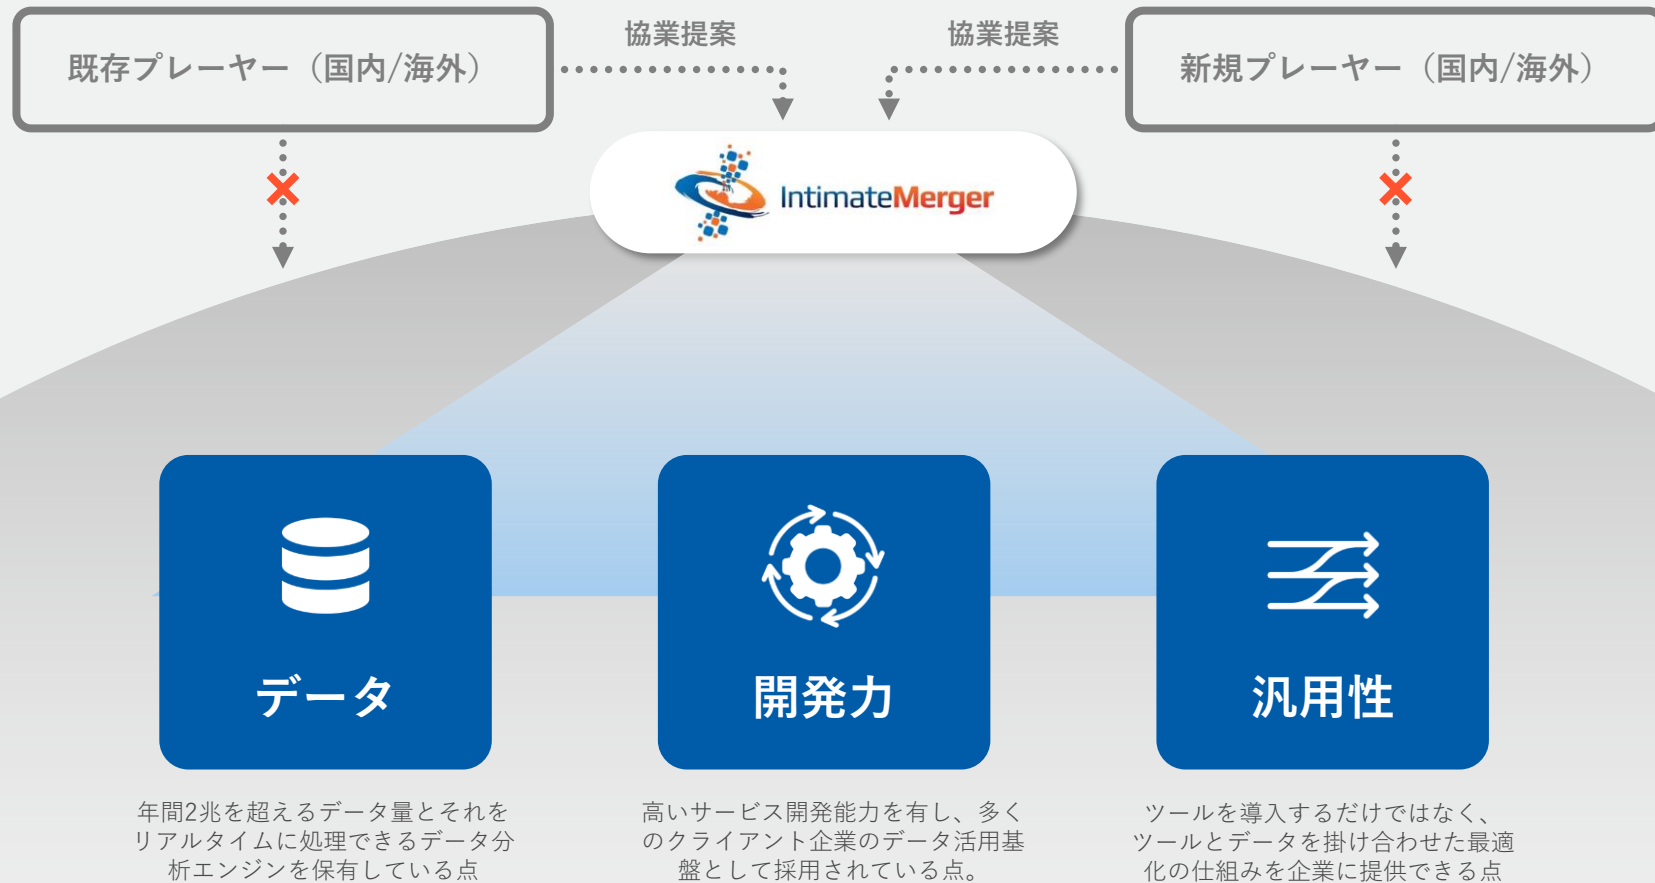 既存プレーヤー（国内/海外）
協業提案
協業提案
新規プレーヤー（国内/海外）
IntimateMerger
データ
年間2兆を超えるデータ量とそれを
リアルタイムに処理できるデータ分
析エンジンを保有している点
開発力
高いサービス開発能力を有し、多く
のクライアント企業のデータ活用基
盤として採用されている点。
汎用性
ツールを導入するだけではなく、
ツールとデータを掛け合わせた最適
化の仕組みを企業に提供できる点